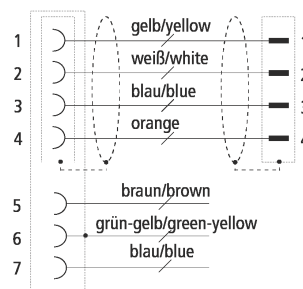 gelb/yellow
1
weiß/white
2
blau/blue
3
orange
4
braun/brown
5
grün-gelb/green-yellow
6
blau/blue
7